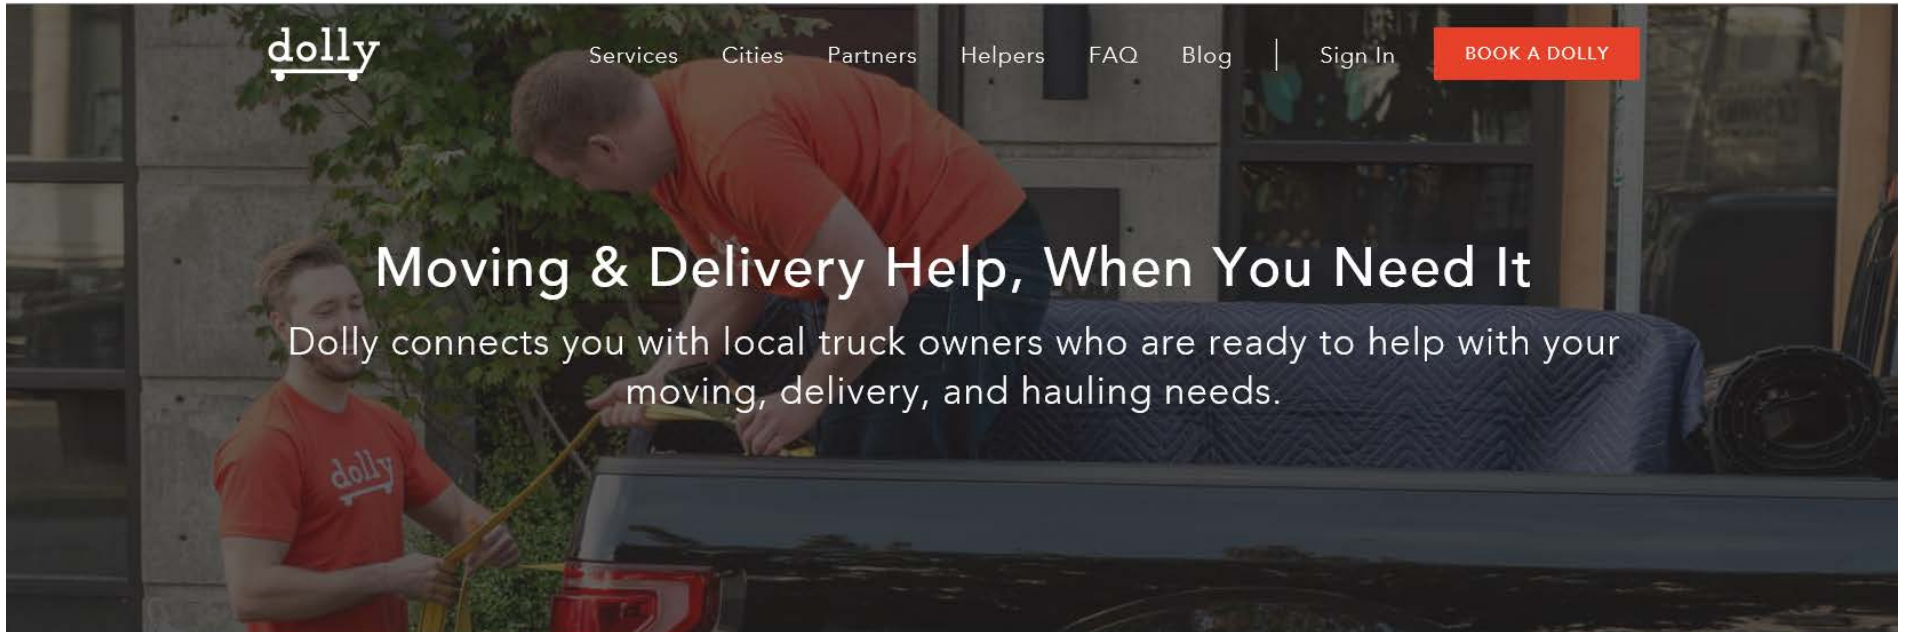 dolly
Services Cities Partners Helpers FAQ Blog | Sign In BOOK A DOLLY
Moving & Delivery Help, When You Need It
Dolly connects you with local truck owners who are ready to help with your
moving, delivery, and hauling needs.
dolly